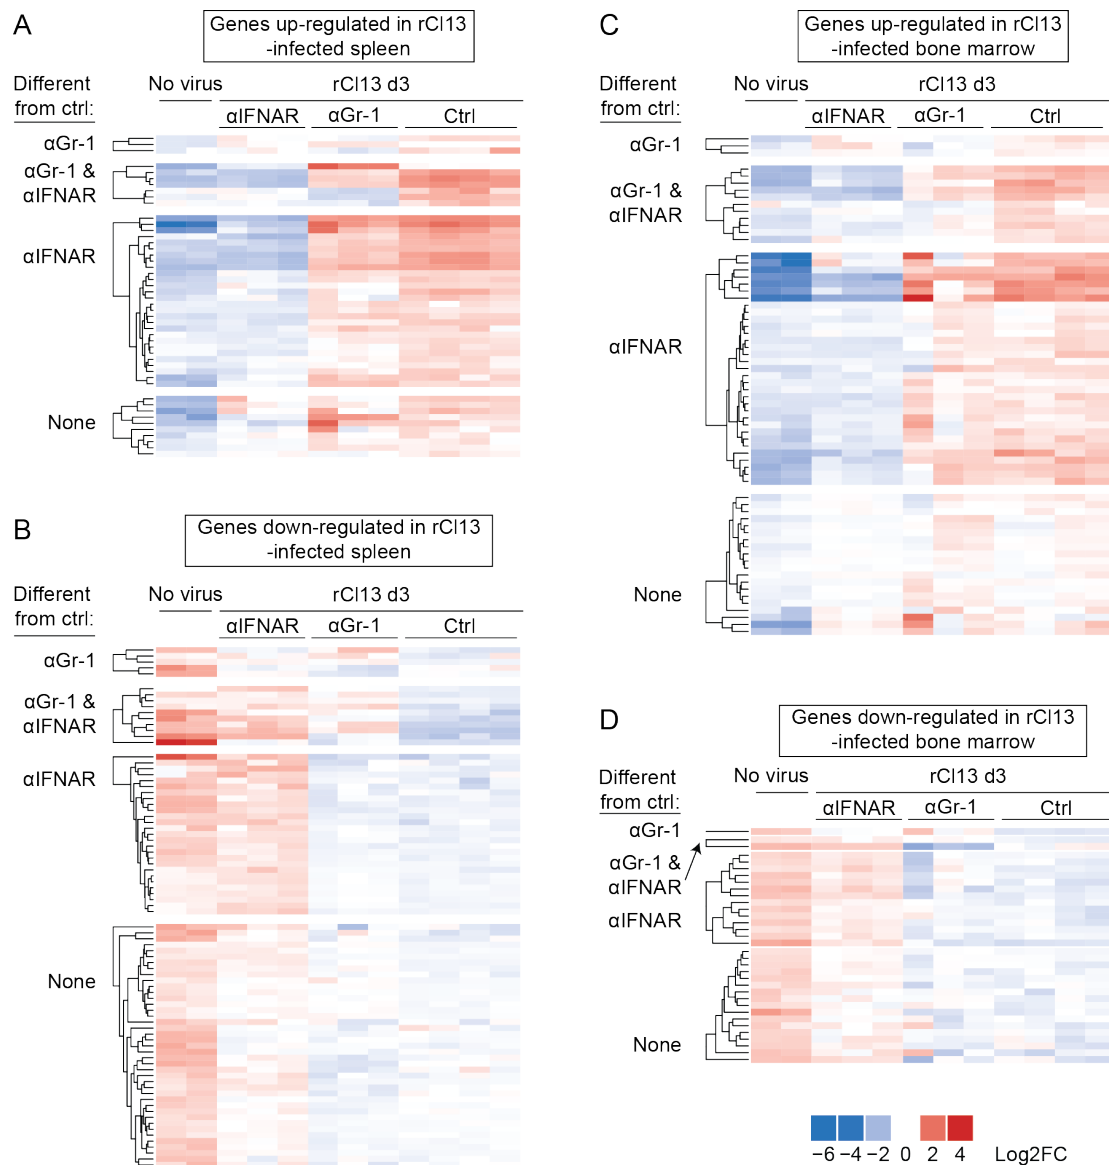 A
Genes up-regulated in rCl13
-infected spleen
Different
from ctrl:
No virus
rCl13 d3
αIFNAR
αGr-1
Ctrl
αGr-1
αGr-1 &
αIFNAR
αIFNAR
None
B
Genes down-regulated in rCl13
-infected spleen
Different
from ctrl:
No virus
rCl13 d3
αIFNAR
αGr-1
Ctrl
αGr-1
αGr-1 &
αIFNAR
αIFNAR
None
C
Genes up-regulated in rCl13
-infected bone marrow
Different
from ctrl:
No virus
rCl13 d3
αIFNAR
αGr-1
Ctrl
αGr-1
αGr-1 &
αIFNAR
αIFNAR
None
D
Genes down-regulated in rCl13
-infected bone marrow
Different
from ctrl:
No virus
rCl13 d3
αIFNAR
αGr-1
Ctrl
αGr-1
αGr-1 &
αIFNAR
αIFNAR
None
−6 −4 −2 0 2 4 Log2FC